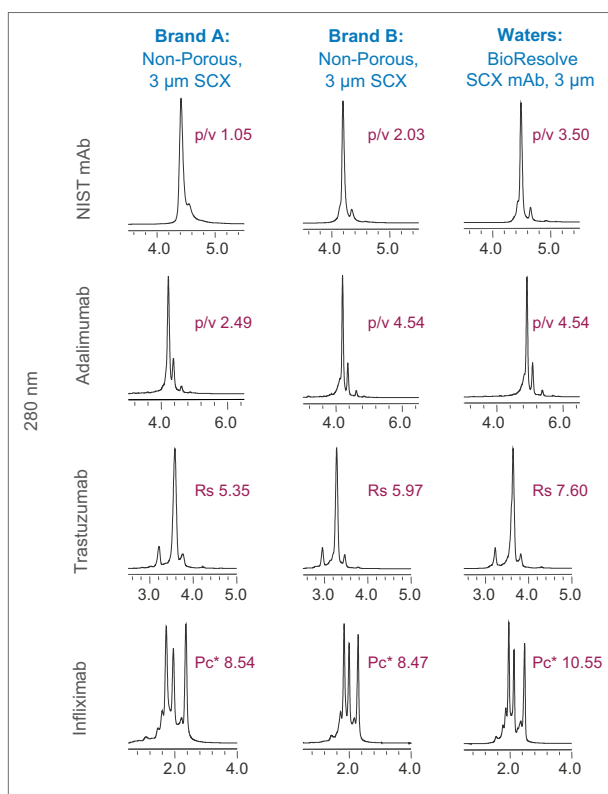 Brand A:
Non-Porous,
3 µm SCX
Brand B:
Non-Porous,
3 µm SCX
Waters:
BioResolve
SCX mAb, 3 µm
280 nm
NIST mAb
p/v 1.05
4.0 5.0
p/v 2.03
4.0 5.0
p/v 3.50
4.0 5.0
Adalimumab
p/v 2.49
4.0 6.0
p/v 4.54
4.0 6.0
p/v 4.54
4.0 6.0
Trastuzumab
Rs 5.35
3.0 4.0 5.0
Rs 5.97
3.0 4.0 5.0
Rs 7.60
3.0 4.0 5.0
Infliximab
Pc* 8.54
2.0 4.0
Pc* 8.47
2.0 4.0
Pc* 10.55
2.0 4.0